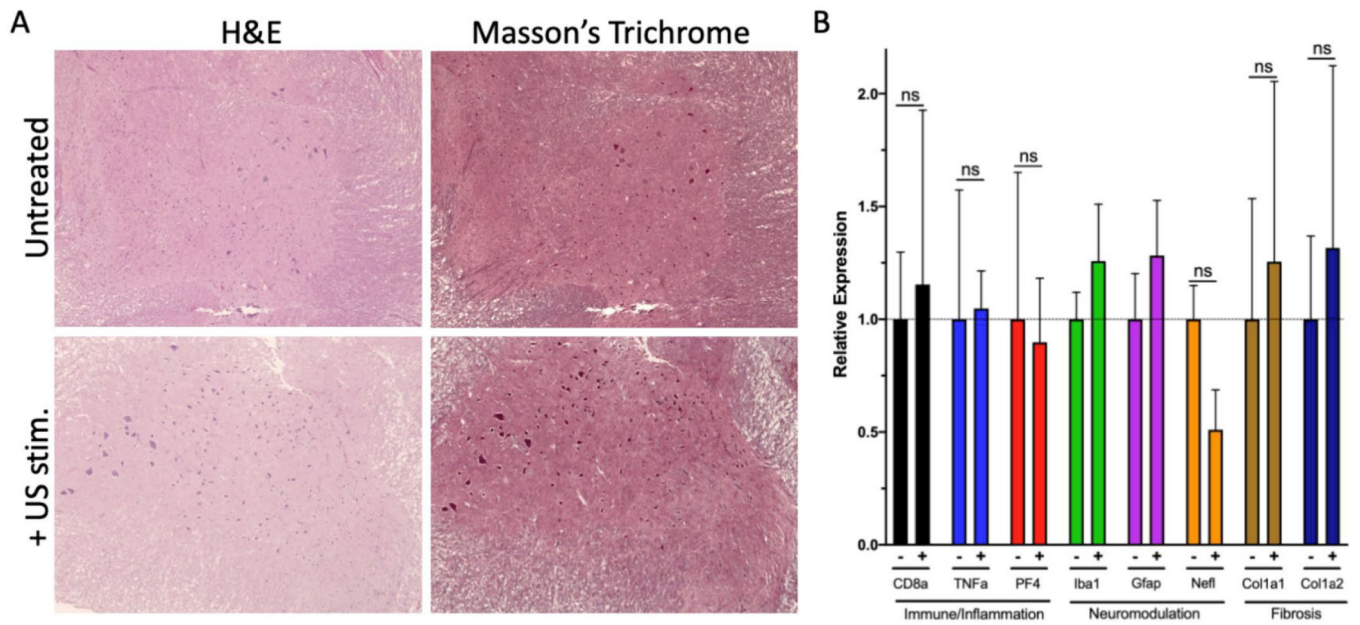 A
H&E
Masson's Trichrome
Untreated
+ US stim.
B
Relative Expression
2.0
1.5
1.0
0.5
0.0
ns ns ns ns ns ns
- + - + - + - + - + - + - + - +
CD8a TNFa PF4 Iba1 Gfap Nefl Col1a1 Col1a2
Immune/Inflammation Neuromodulation Fibrosis